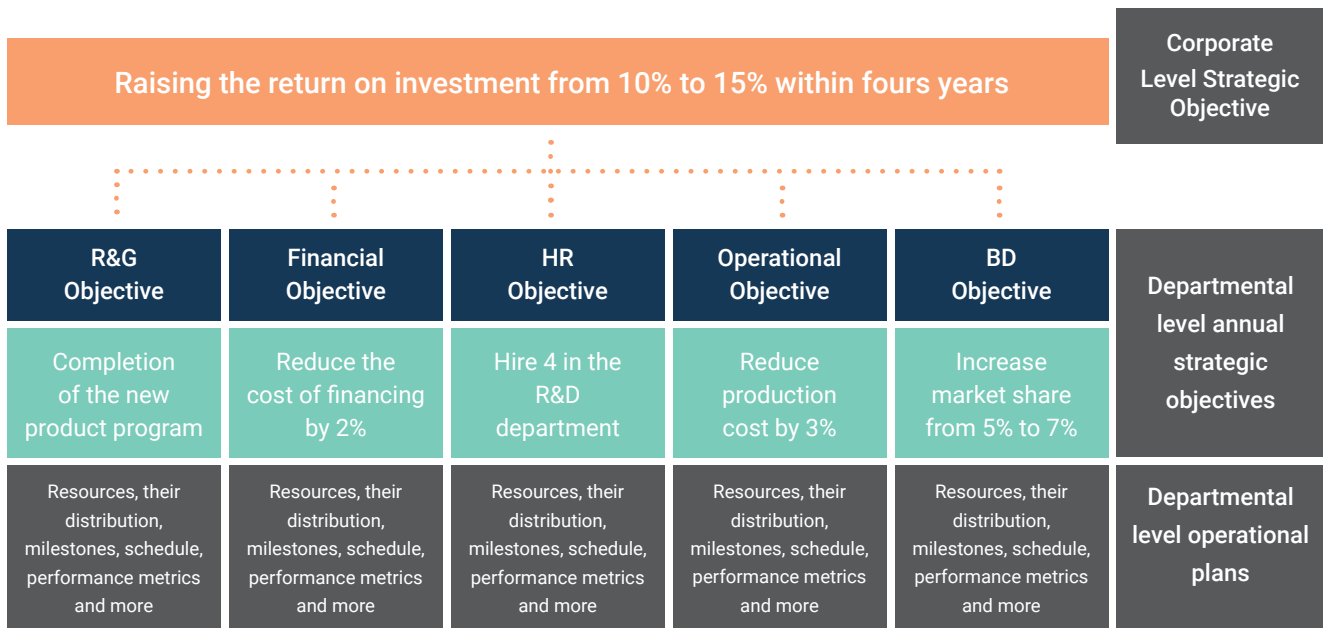 Raising the return on investment from 10% to 15% within fours years
Corporate
Level Strategic
Objective
R&G
Objective
Financial
Objective
HR
Objective
Operational
Objective
BD
Objective
Departmental
level annual
strategic
objectives
Completion
of the new
product program
Reduce the
cost of financing
by 2%
Hire 4 in the
R&D
department
Reduce
production
cost by 3%
Increase
market share
from 5% to 7%
Resources, their
distribution,
milestones, schedule,
performance metrics
and more
Resources, their
distribution,
milestones, schedule,
performance metrics
and more
Resources, their
distribution,
milestones, schedule,
performance metrics
and more
Resources, their
distribution,
milestones, schedule,
performance metrics
and more
Resources, their
distribution,
milestones, schedule,
performance metrics
and more
Departmental
level operational
plans